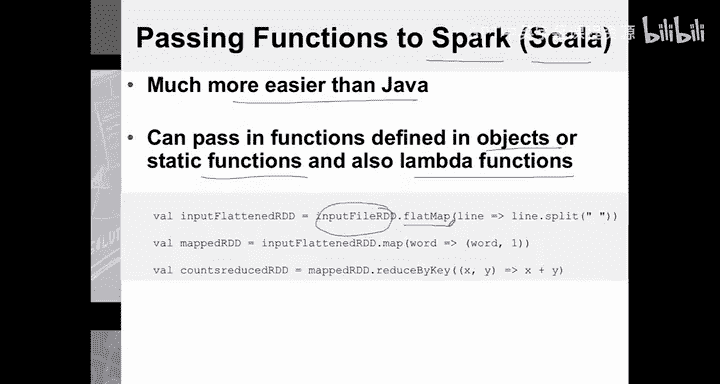 Passing Functions to Spark (Scala)
源 bilibili
• Much more easier than Java
• Can pass in functions defined in objects or
static functions and also lambda functions
val inputFlattenedRDD = inputFileRDD.flatMap(line => line.split(" "))
val mappedRDD = inputFlattenedRDD.map(word => (word, 1))
val countsreducedRDD = mappedRDD.reduceByKey((x, y) => x + y)